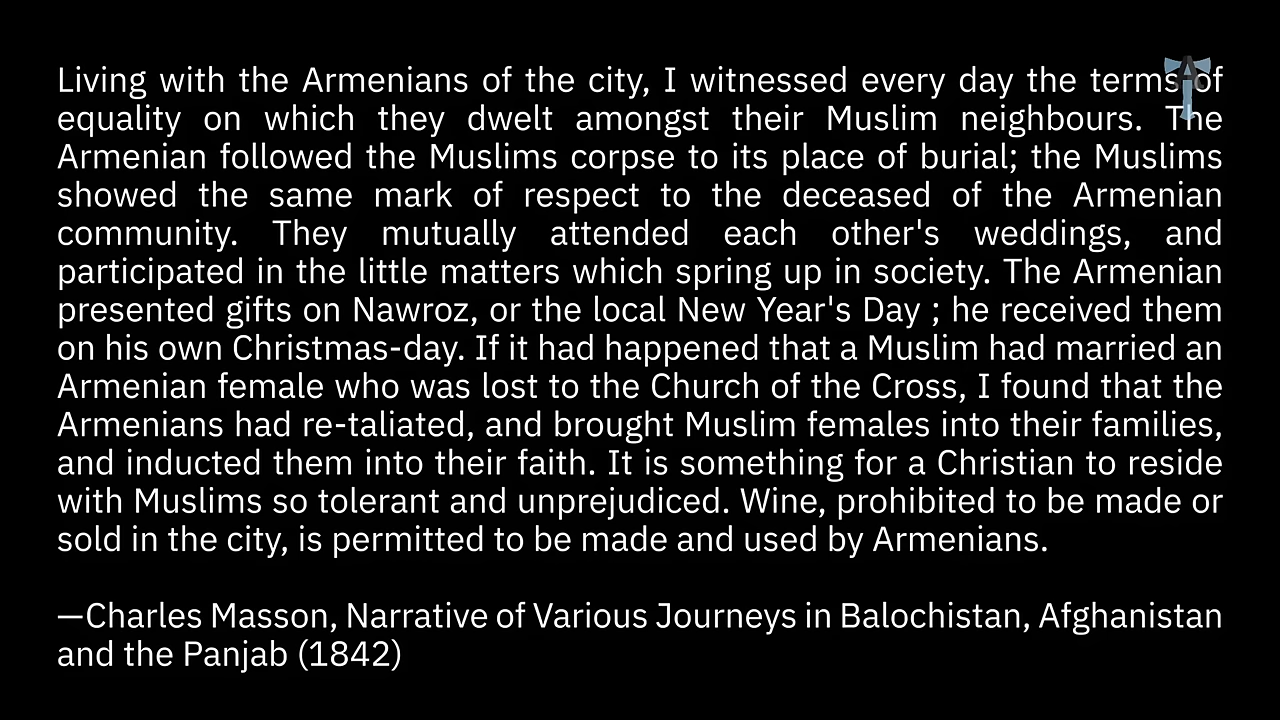 Living with the Armenians of the city, I witnessed every day the terms of
equality on which they dwelt amongst their Muslim neighbours. The
Armenian followed the Muslims corpse to its place of burial; the Muslims
showed the same mark of respect to the deceased of the Armenian
community. They mutually attended each other's weddings, and
participated in the little matters which spring up in society. The Armenian
presented gifts on Nawroz, or the local New Year's Day ; he received them
on his own Christmas-day. If it had happened that a Muslim had married an
Armenian female who was lost to the Church of the Cross, I found that the
Armenians had re-taliated, and brought Muslim females into their families,
and inducted them into their faith. It is something for a Christian to reside
with Muslims so tolerant and unprejudiced. Wine, prohibited to be made or
sold in the city, is permitted to be made and used by Armenians.
—Charles Masson, Narrative of Various Journeys in Balochistan, Afghanistan
and the Panjab (1842)